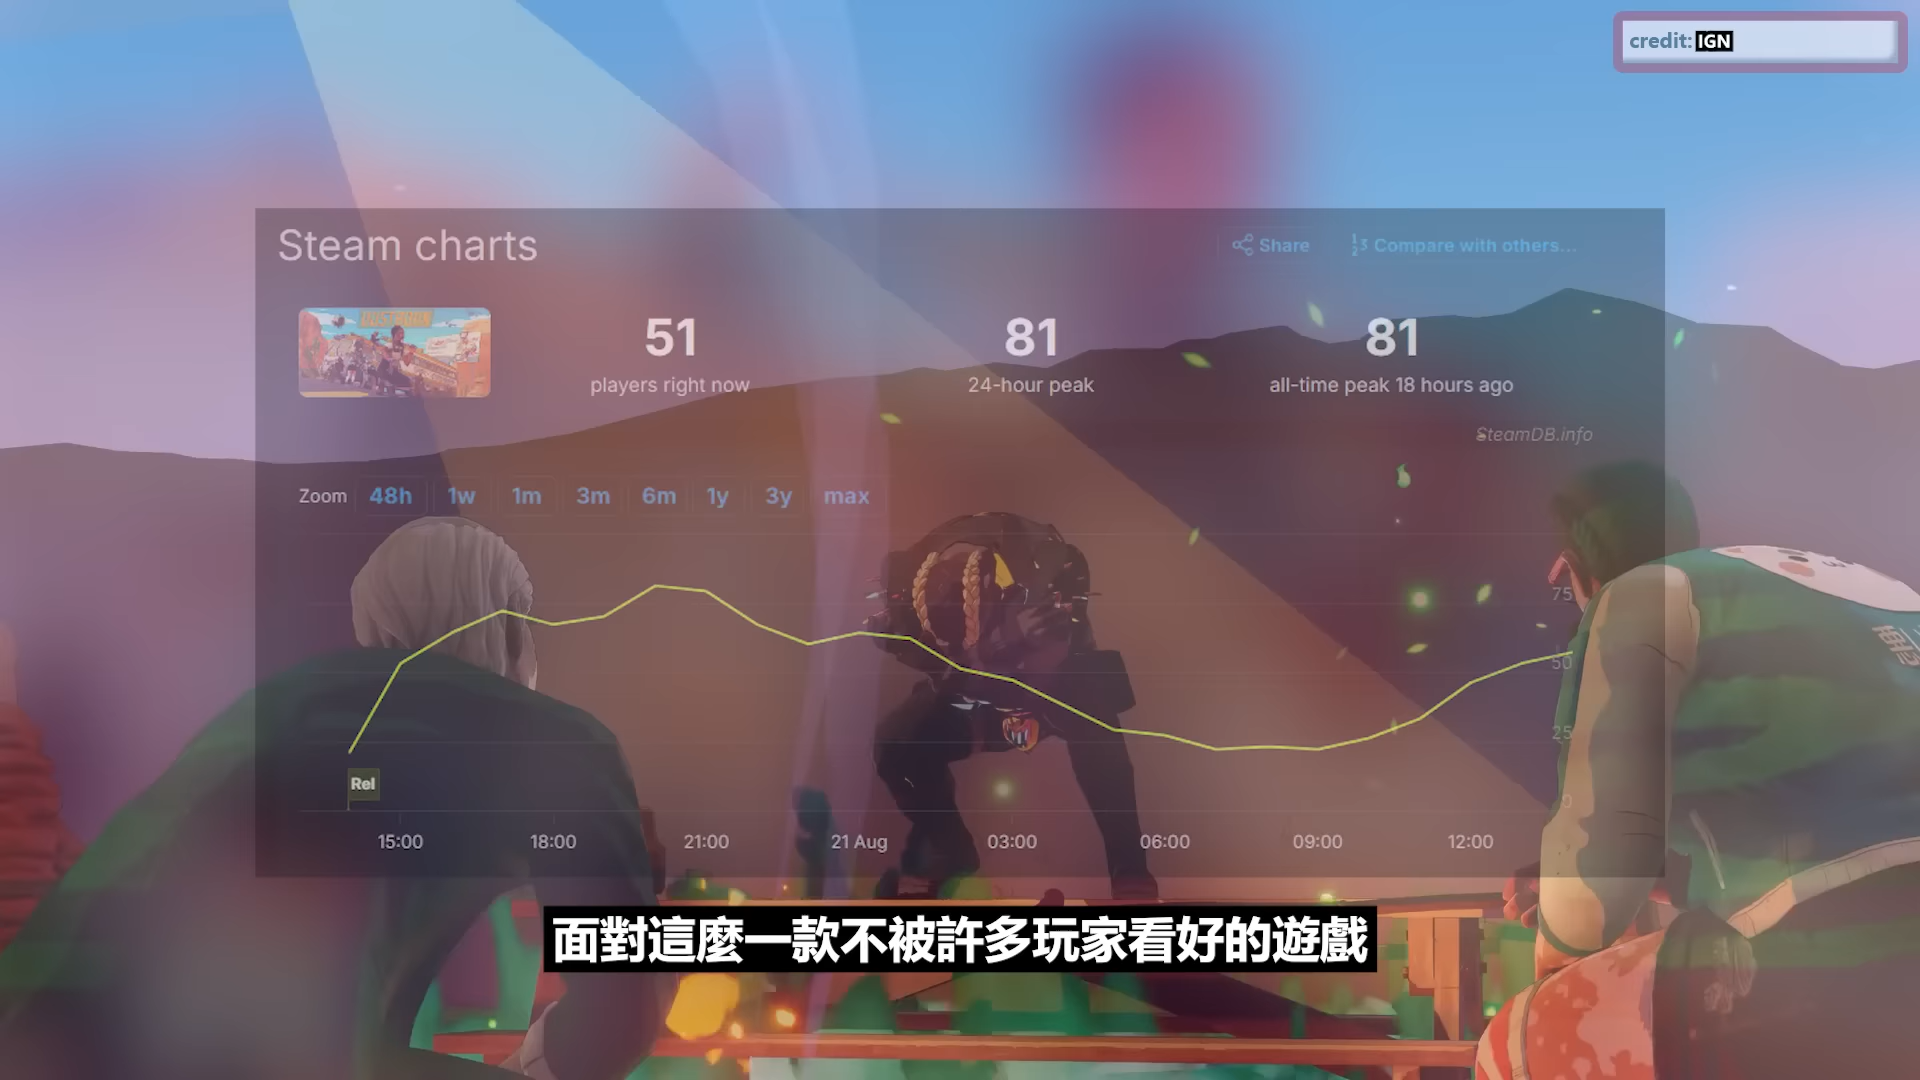 credit: IGN
Steam charts
Share
Compare with others...
DUSTBORN
51
players right now
81
24-hour peak
81
all-time peak 18 hours ago
SteamDB.info
Zoom 48h 1w 1m 3m 6m 1y 3y max
75
50
25
0
Rel
15:00 18:00 21:00 21 Aug 03:00 06:00 09:00 12:00
面對這麼一款不被許多玩家看好的遊戲